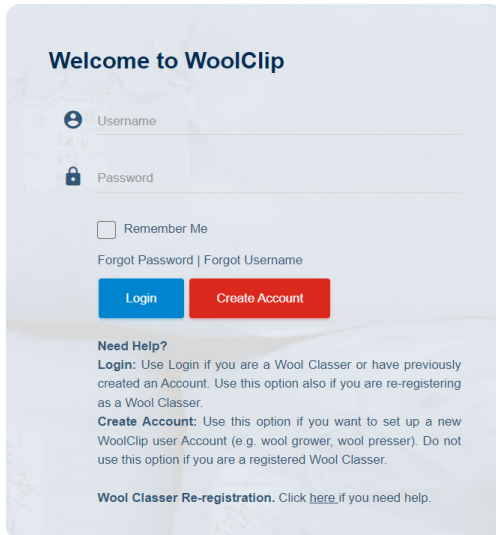 Welcome to WoolClip
Username
Password
Remember Me
Forgot Password | Forgot Username
Login
Create Account
Need Help?
Login: Use Login if you are a Wool Classer or have previously
created an Account. Use this option also if you are re-registering
as a Wool Classer.
Create Account: Use this option if you want to set up a new
WoolClip user Account (e.g. wool grower, wool presser). Do not
use this option if you are a registered Wool Classer.
Wool Classer Re-registration. Click here if you need help.